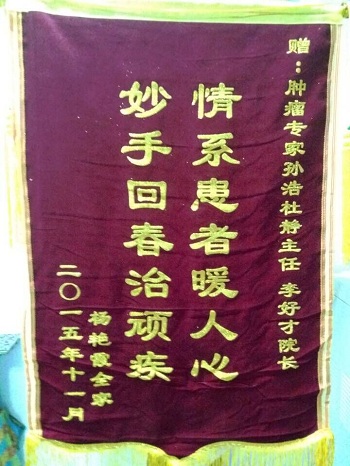 赠：肿瘤专家孙浩杜静主任 李好才院长
情系患者暖人心
妙手回春治顽疾
杨艳霞全家
二〇一五年十一月